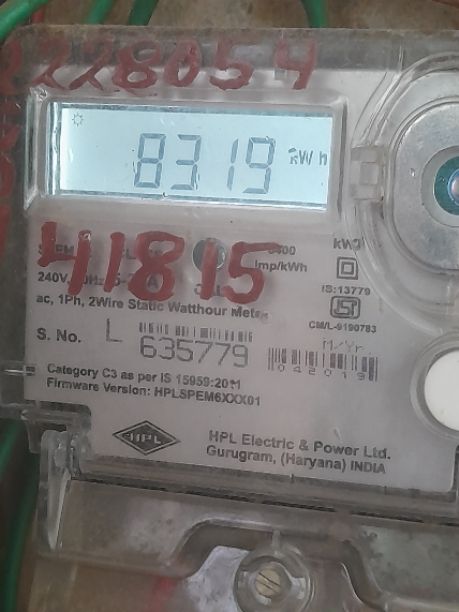 228054
8319 kWh
41815
240V,
Imp/kWh
IS:13779
ac, 1Ph, 2Wire Static Watthour Meter
CM/L-9190783
S. No. L 635779
M/Yr.
042019
Category C3 as per IS 15959:2011
Firmware Version: HPLSPEM6XXX01
HPL
HPL Electric & Power Ltd.
Gurugram, (Haryana) INDIA